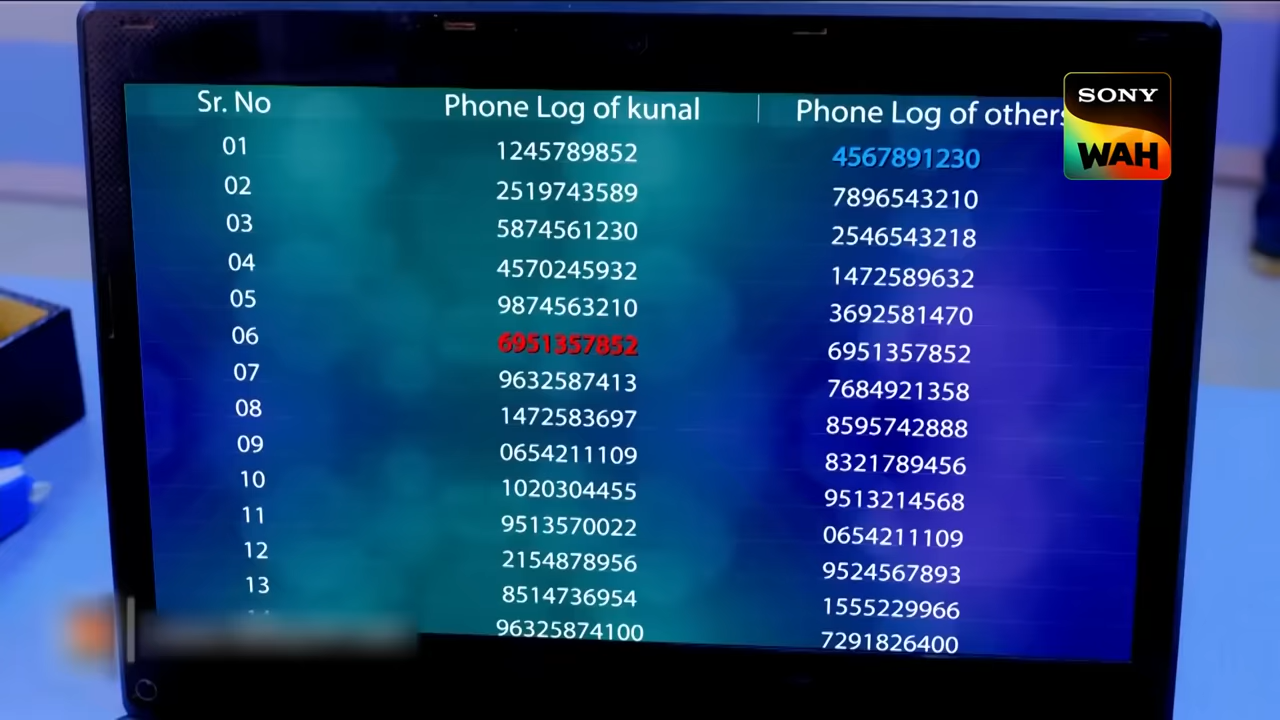 Sr. No Phone Log of kunal Phone Log of others
01 1245789852 4567891230
02 2519743589 7896543210
03 5874561230 2546543218
04 4570245932 1472589632
05 9874563210 3692581470
06 6951357852 6951357852
07 9632587413 7684921358
08 1472583697 8595742888
09 0654211109 8321789456
10 1020304455 9513214568
11 9513570022 0654211109
12 2154878956 9524567893
13 8514736954 1555229966
96325874100 7291826400
SONY
WAH